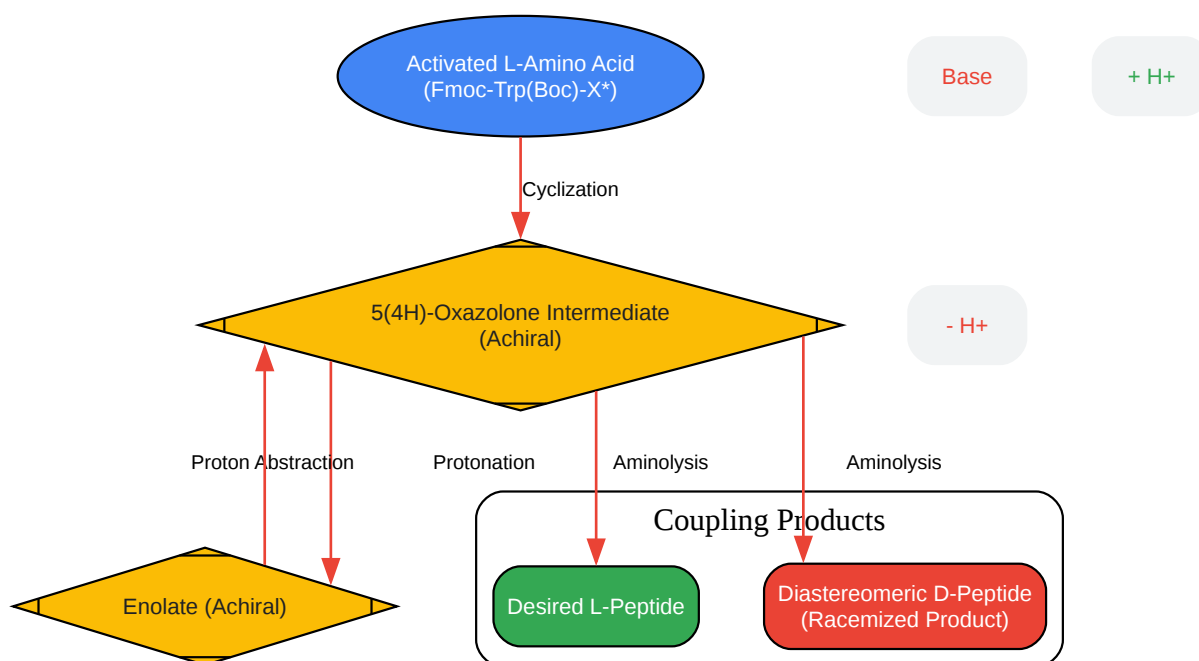 Activated L-Amino Acid
(Fmoc-Trp(Boc)-X*)
Base
+ H+
Cyclization
5(4H)-Oxazolone Intermediate
(Achiral)
- H+
Proton Abstraction
Protonation
Aminolysis
Aminolysis
Coupling Products
Enolate (Achiral)
Desired L-Peptide
Diastereomeric D-Peptide
(Racemized Product)